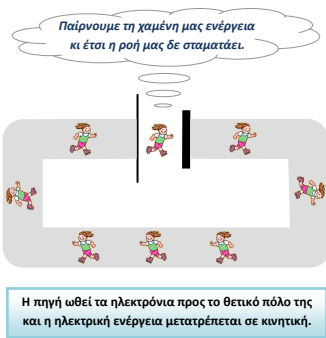 Παίρνουμε τη χαμένη μας ενέργεια
κι έτσι η ροή μας δε σταματάει.
Η πηγή ωθεί τα ηλεκτρόνια προς το θετικό πόλο της
και η ηλεκτρική ενέργεια μετατρέπεται σε κινητική.